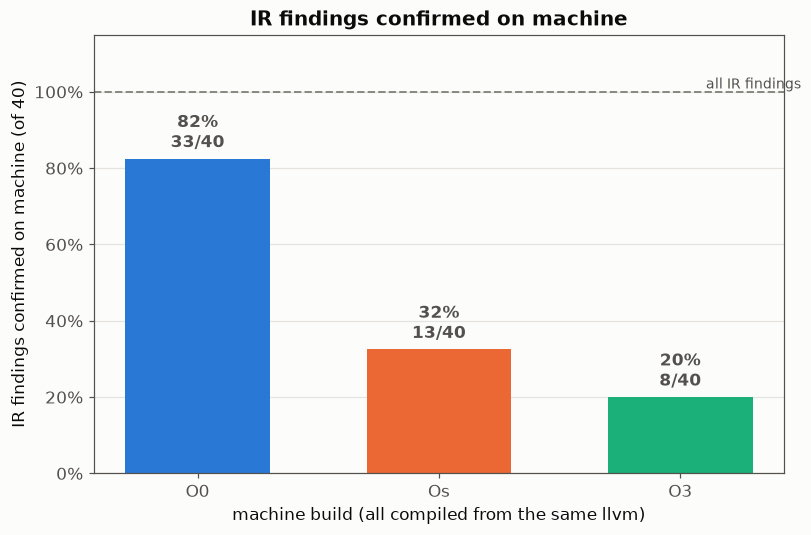 IR findings confirmed on machine
IR findings confirmed on machine (of 40)
100%
80%
60%
40%
20%
0%
all IR findings
82%
33/40
32%
13/40
20%
8/40
O0
Os
O3
machine build (all compiled from the same llvm)